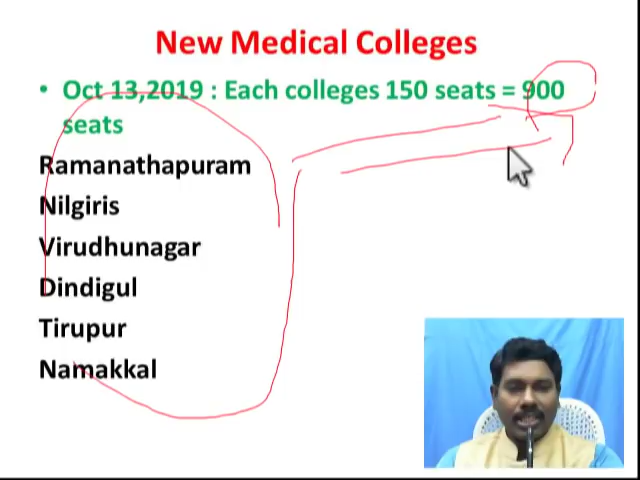 New Medical Colleges
• Oct 13,2019 : Each colleges 150 seats = 900
seats
Ramanathapuram
Nilgiris
Virudhunagar
Dindigul
Tirupur
Namakkal